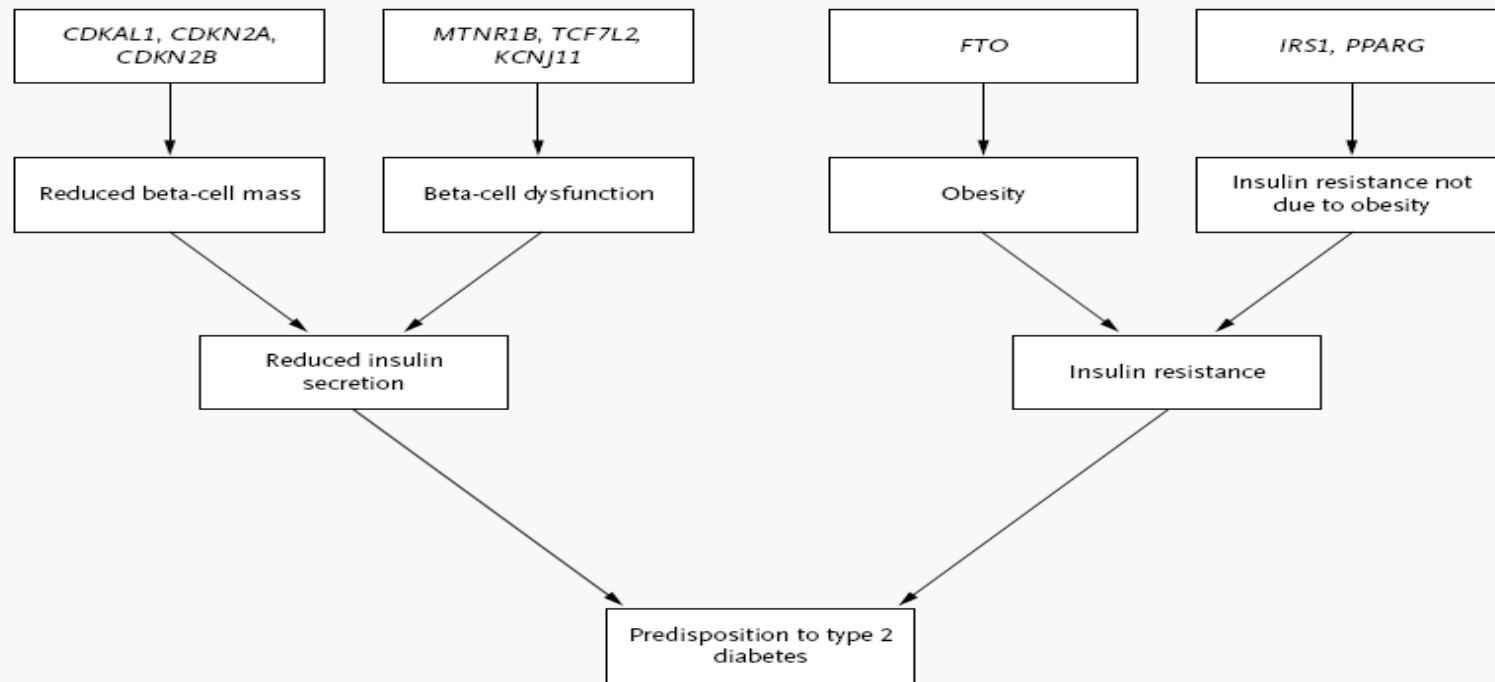 CDKAL1, CDKN2A,
CDKN2B
MTNR1B, TCF7L2,
KCNJ11
FTO
IRS1, PPARG
Reduced beta-cell mass
Beta-cell dysfunction
Obesity
Insulin resistance not
due to obesity
Reduced insulin
secretion
Insulin resistance
Predisposition to type 2
diabetes